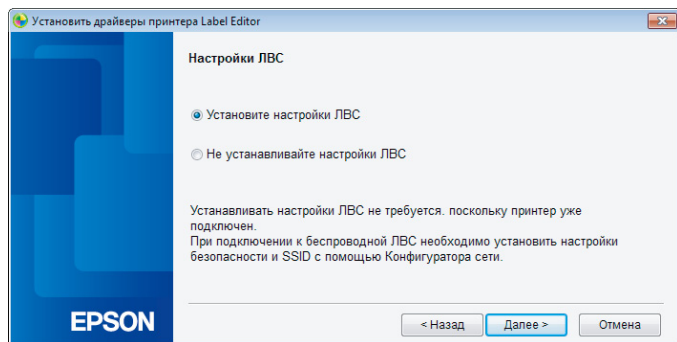 Установить драйверы принтера Label Editor
Настройки ЛВС
Установите настройки ЛВС
Не устанавливайте настройки ЛВС
Устанавливать настройки ЛВС не требуется. поскольку принтер уже
подключен.
При подключении к беспроводной ЛВС необходимо установить настройки
безопасности и SSID с помощью Конфигуратора сети.
EPSON
< Назад
Далее >
Отмена